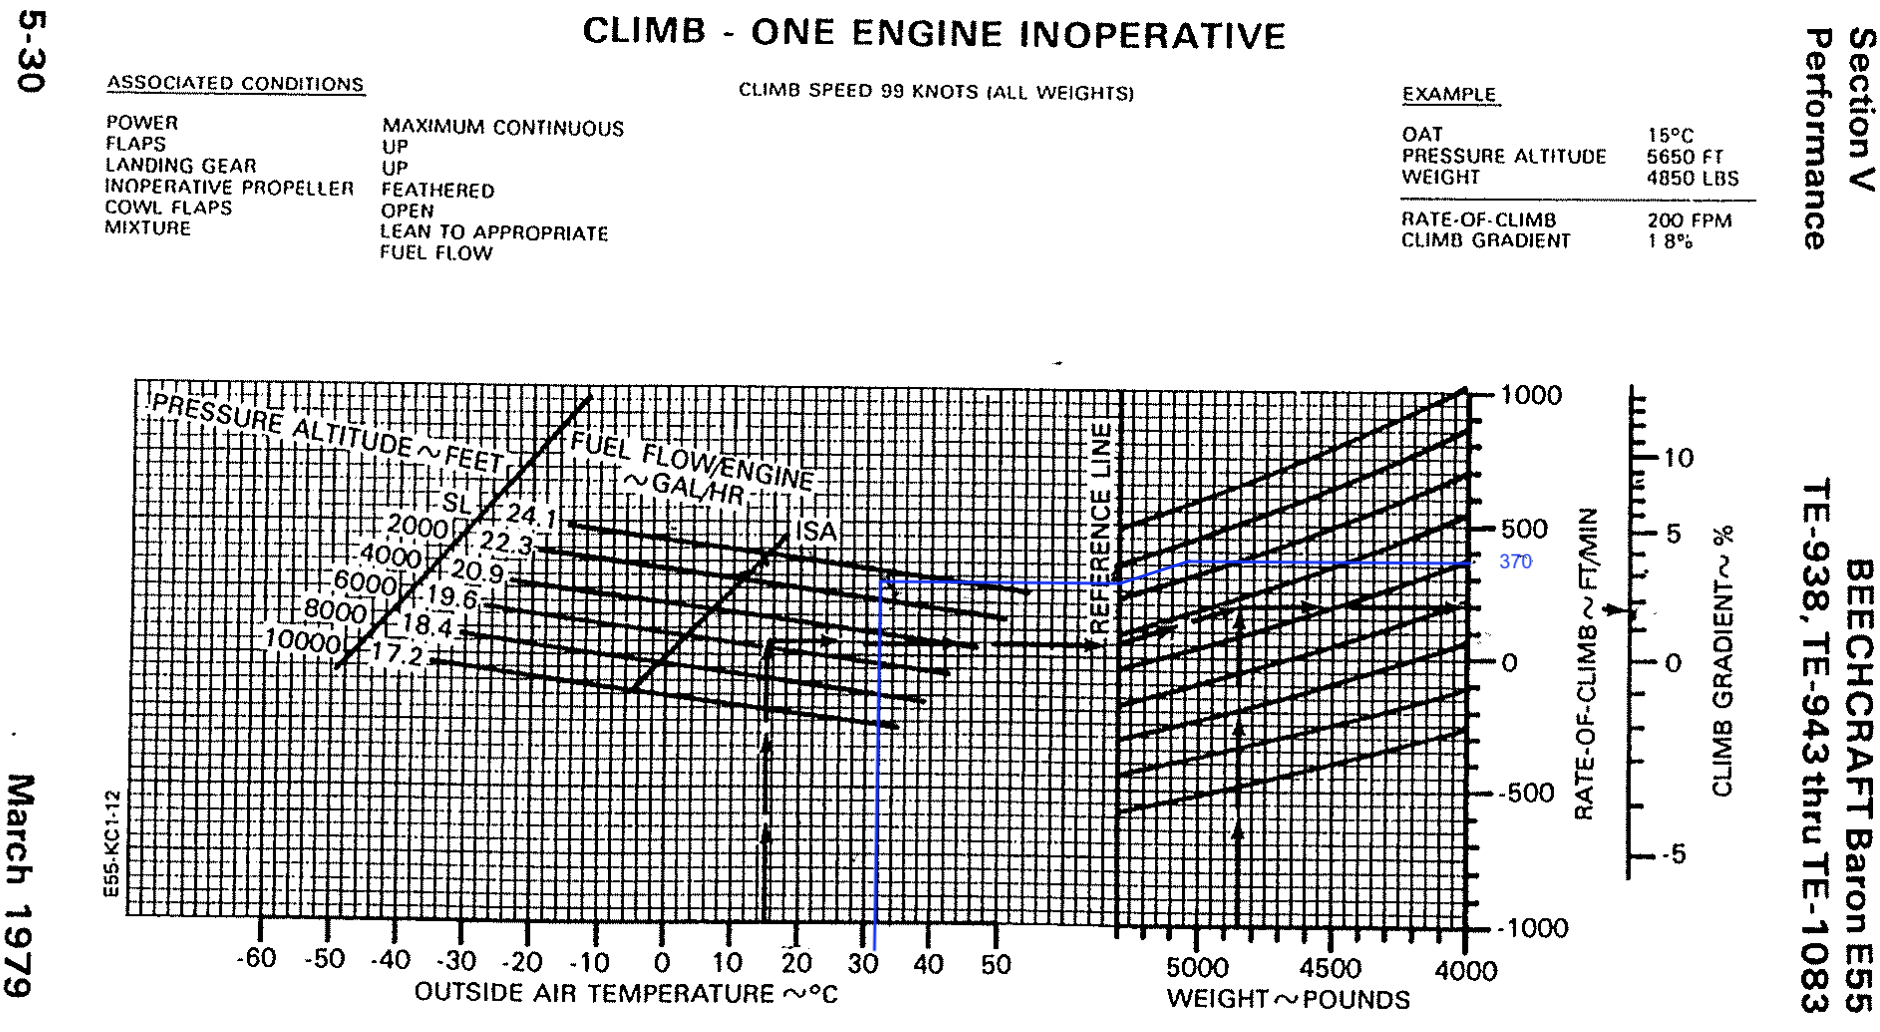 5-30
March 1979
Section V
Performance
BEECHCRAFT Baron E55
TE-938, TE-943 thru TE-1083
CLIMB - ONE ENGINE INOPERATIVE
CLIMB SPEED 99 KNOTS (ALL WEIGHTS)
ASSOCIATED CONDITIONS
POWER MAXIMUM CONTINUOUS
FLAPS UP
LANDING GEAR UP
INOPERATIVE PROPELLER FEATHERED
COWL FLAPS OPEN
MIXTURE LEAN TO APPROPRIATE
FUEL FLOW
EXAMPLE
OAT 15°C
PRESSURE ALTITUDE 5650 FT
WEIGHT 4850 LBS
RATE-OF-CLIMB 200 FPM
CLIMB GRADIENT 1 8%
PRESSURE ALTITUDE ~ FEET
FUEL FLOW/ENGINE
~ GAL/HR
SL 24.1
2000 22.3
4000 20.9
6000 19.6
8000 18.4
10000 17.2
ISA
REFERENCE LINE
E55-KC1-12
-60 -50 -40 -30 -20 -10 0 10 20 30 40 50
OUTSIDE AIR TEMPERATURE ~ °C
5000 4500 4000
WEIGHT ~ POUNDS
1000
500
370
0
-500
-1000
RATE-OF-CLIMB ~ FT/MIN
10
5
0
-5
CLIMB GRADIENT ~ %